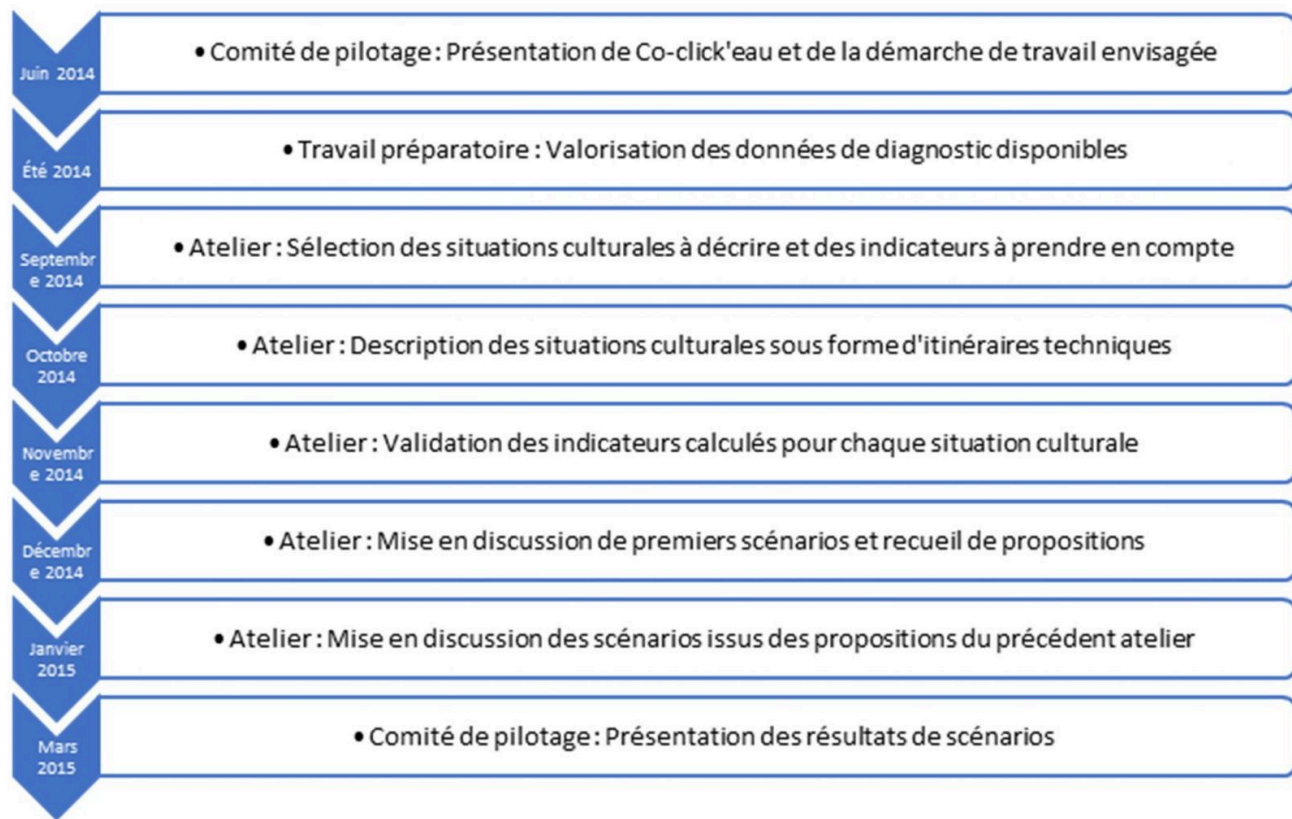 • Comité de pilotage : Présentation de Co-click'eau et de la démarche de travail envisagée
Juin 2014
• Travail préparatoire : Valorisation des données de diagnostic disponibles
Été 2014
• Atelier : Sélection des situations culturales à décrire et des indicateurs à prendre en compte
Septembr
e 2014
• Atelier : Description des situations culturales sous forme d'itinéraires techniques
Octobre
2014
• Atelier : Validation des indicateurs calculés pour chaque situation culturale
Novembr
e 2014
• Atelier : Mise en discussion de premiers scénarios et recueil de propositions
Décembr
e 2014
• Atelier : Mise en discussion des scénarios issus des propositions du précédent atelier
Janvier
2015
• Comité de pilotage : Présentation des résultats de scénarios
Mars
2015